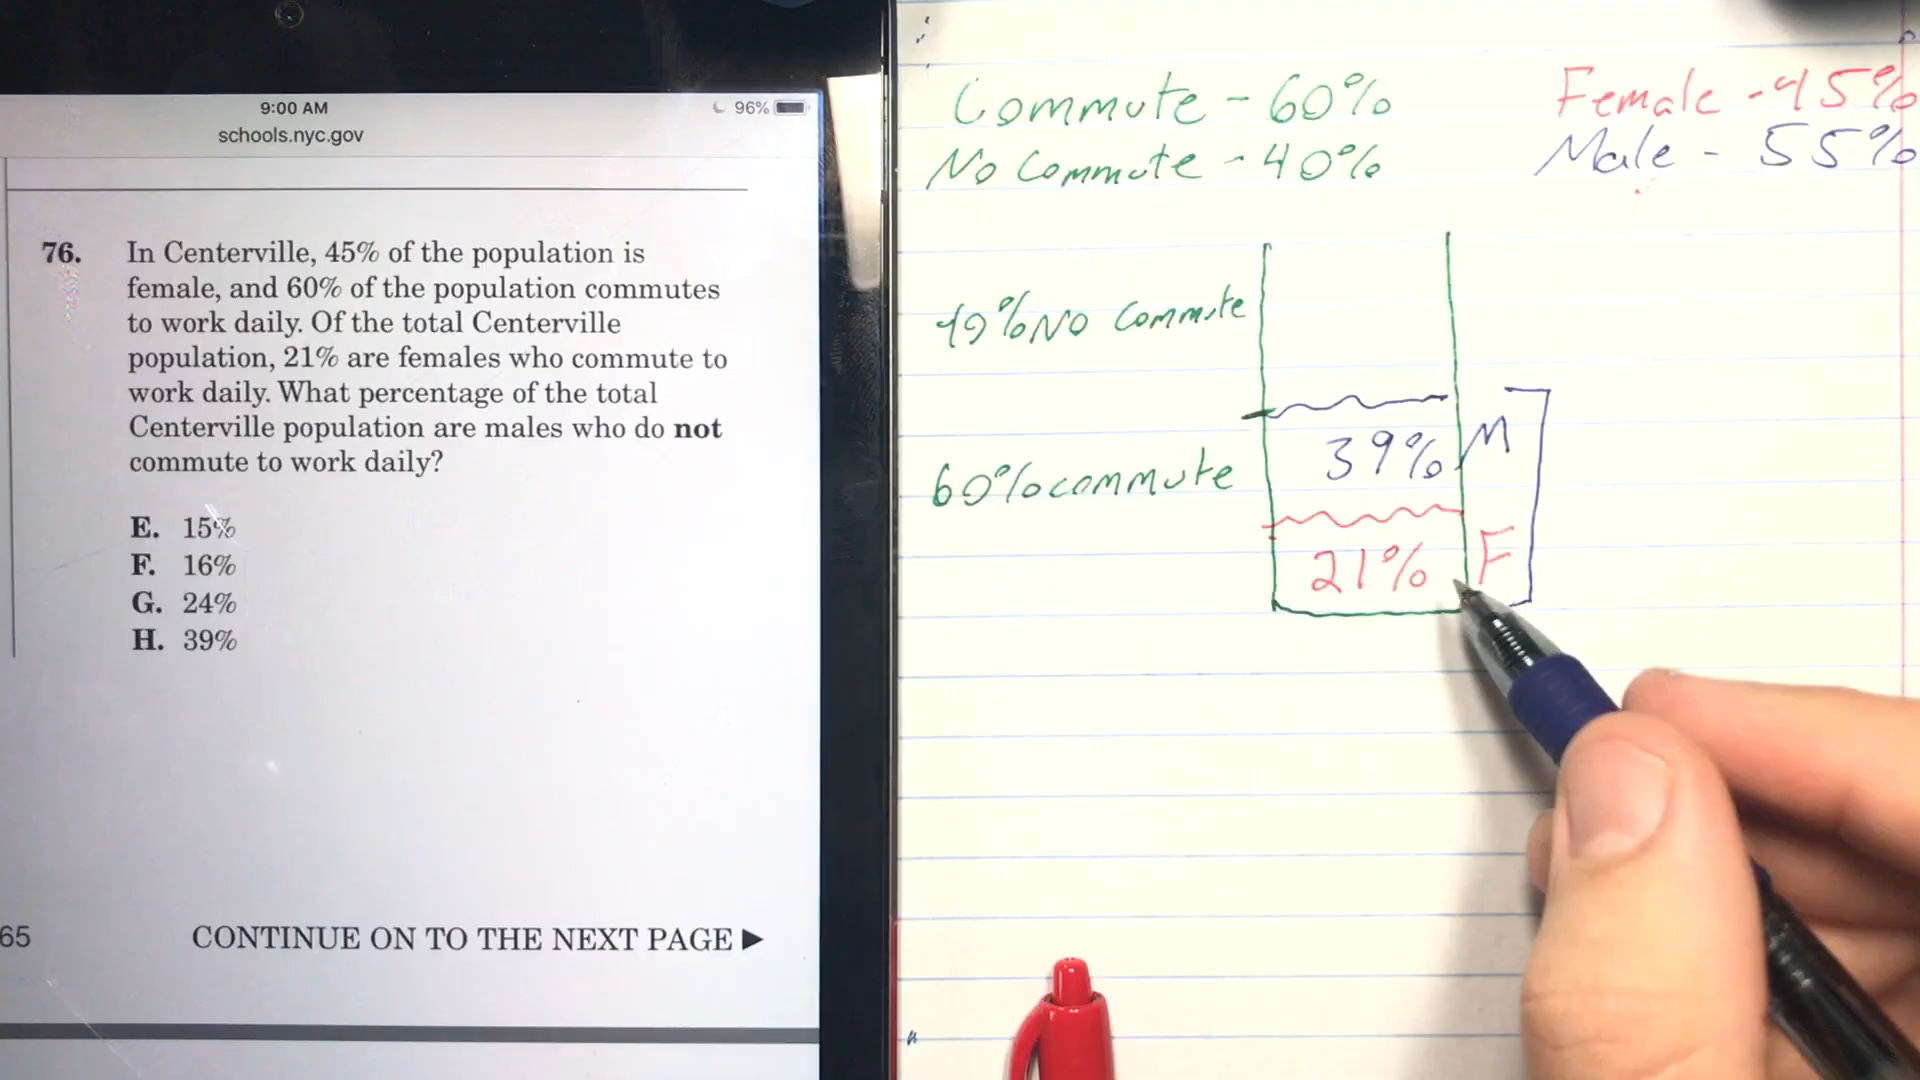 9:00 AM
96%
schools.nyc.gov
76. In Centerville, 45% of the population is
female, and 60% of the population commutes
to work daily. Of the total Centerville
population, 21% are females who commute to
work daily. What percentage of the total
Centerville population are males who do not
commute to work daily?
E. 15%
F. 16%
G. 24%
H. 39%
65
CONTINUE ON TO THE NEXT PAGE ▶
Commute - 60%
No Commute - 40%
Female - 45%
Male - 55%
40% No Commute
60% commute
39% M
21% F